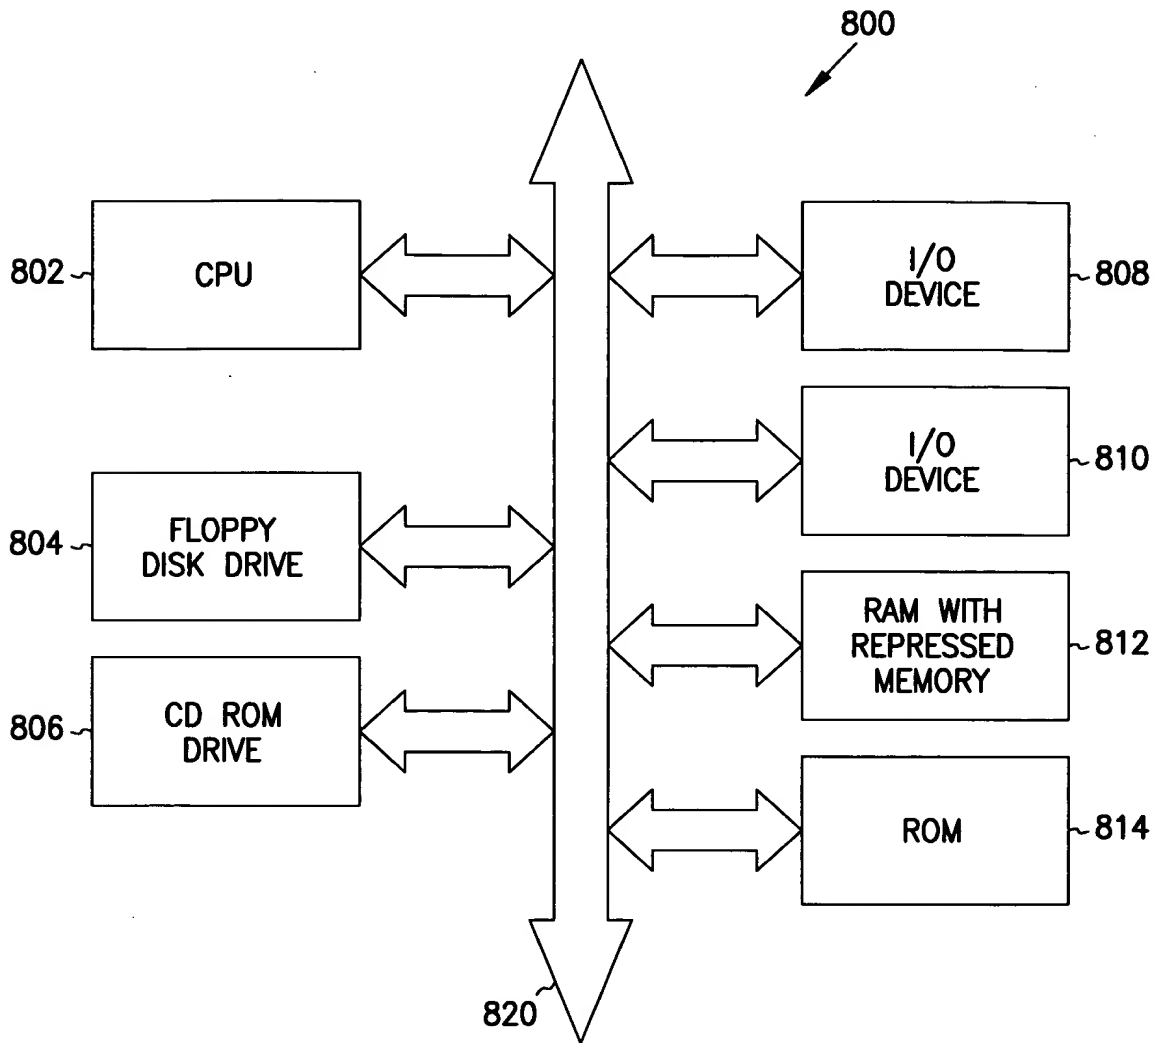 800
802
CPU
I/O
DEVICE
808
I/O
DEVICE
810
804
FLOPPY
DISK DRIVE
RAM WITH
REPRESSED
MEMORY
812
806
CD ROM
DRIVE
ROM
814
820